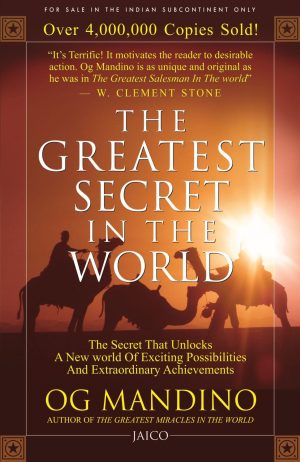 FOR SALE IN THE INDIAN SUBCONTINENT ONLY
Over 4,000,000 Copies Sold!
“It’s Terrific! It motivates the reader to desirable
action. Og Mandino is as unique and original as
he was in The Greatest Salesman In The world”
— W. CLEMENT STONE
THE
GREATEST
SECRET
IN THE
WORLD
The Secret That Unlocks
A New world Of Exciting Possibilities
And Extraordinary Achievements
OG MANDINO
AUTHOR OF THE GREATEST MIRACLES IN THE WORLD
JAICO